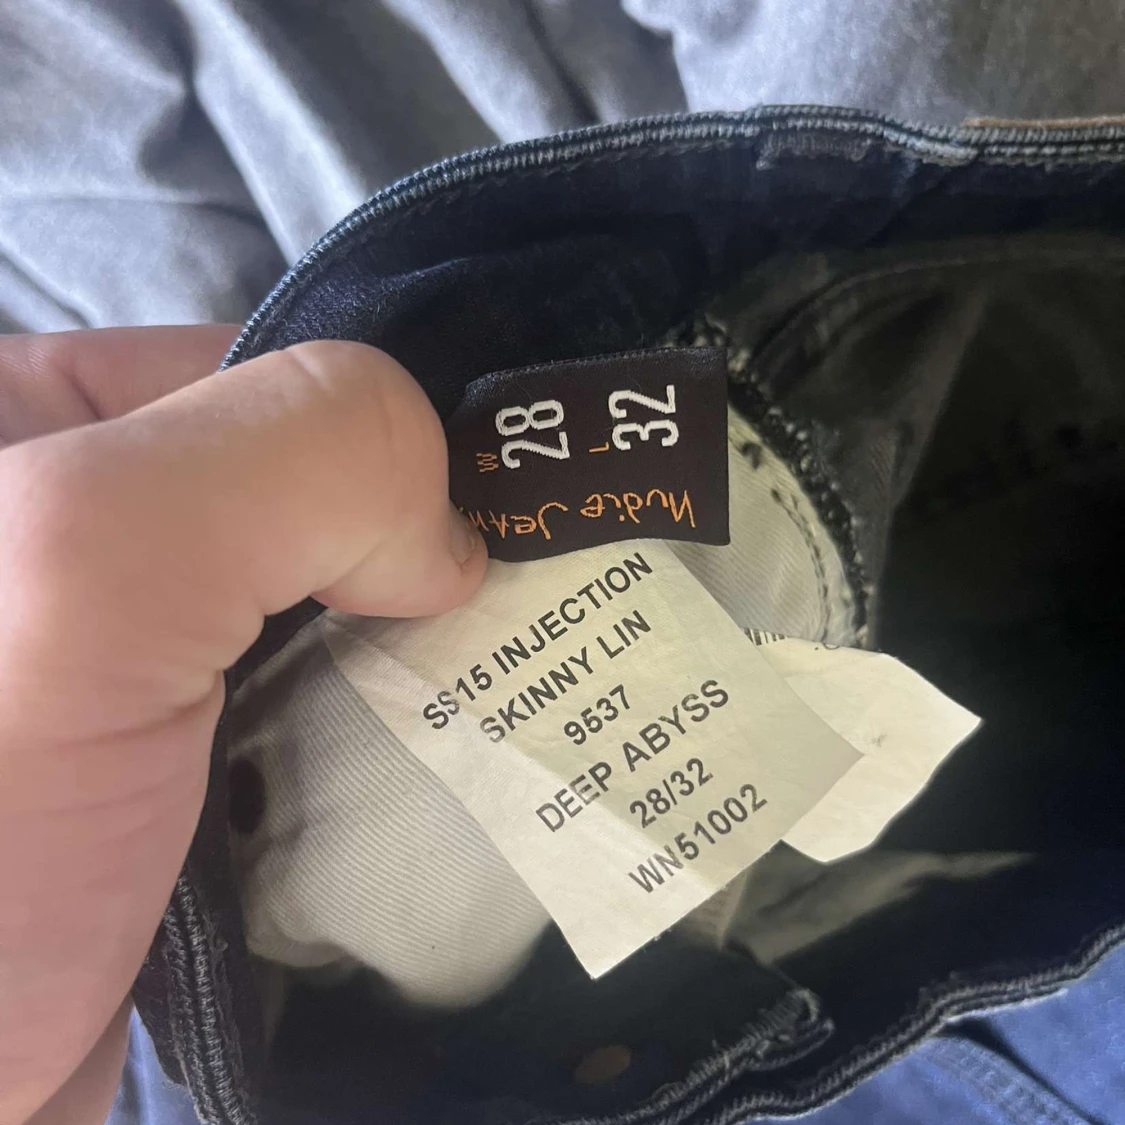 W 28
L 32
Nudie Jeans
SS15 INJECTION
SKINNY LIN
9537
DEEP ABYSS
28/32
WN51002